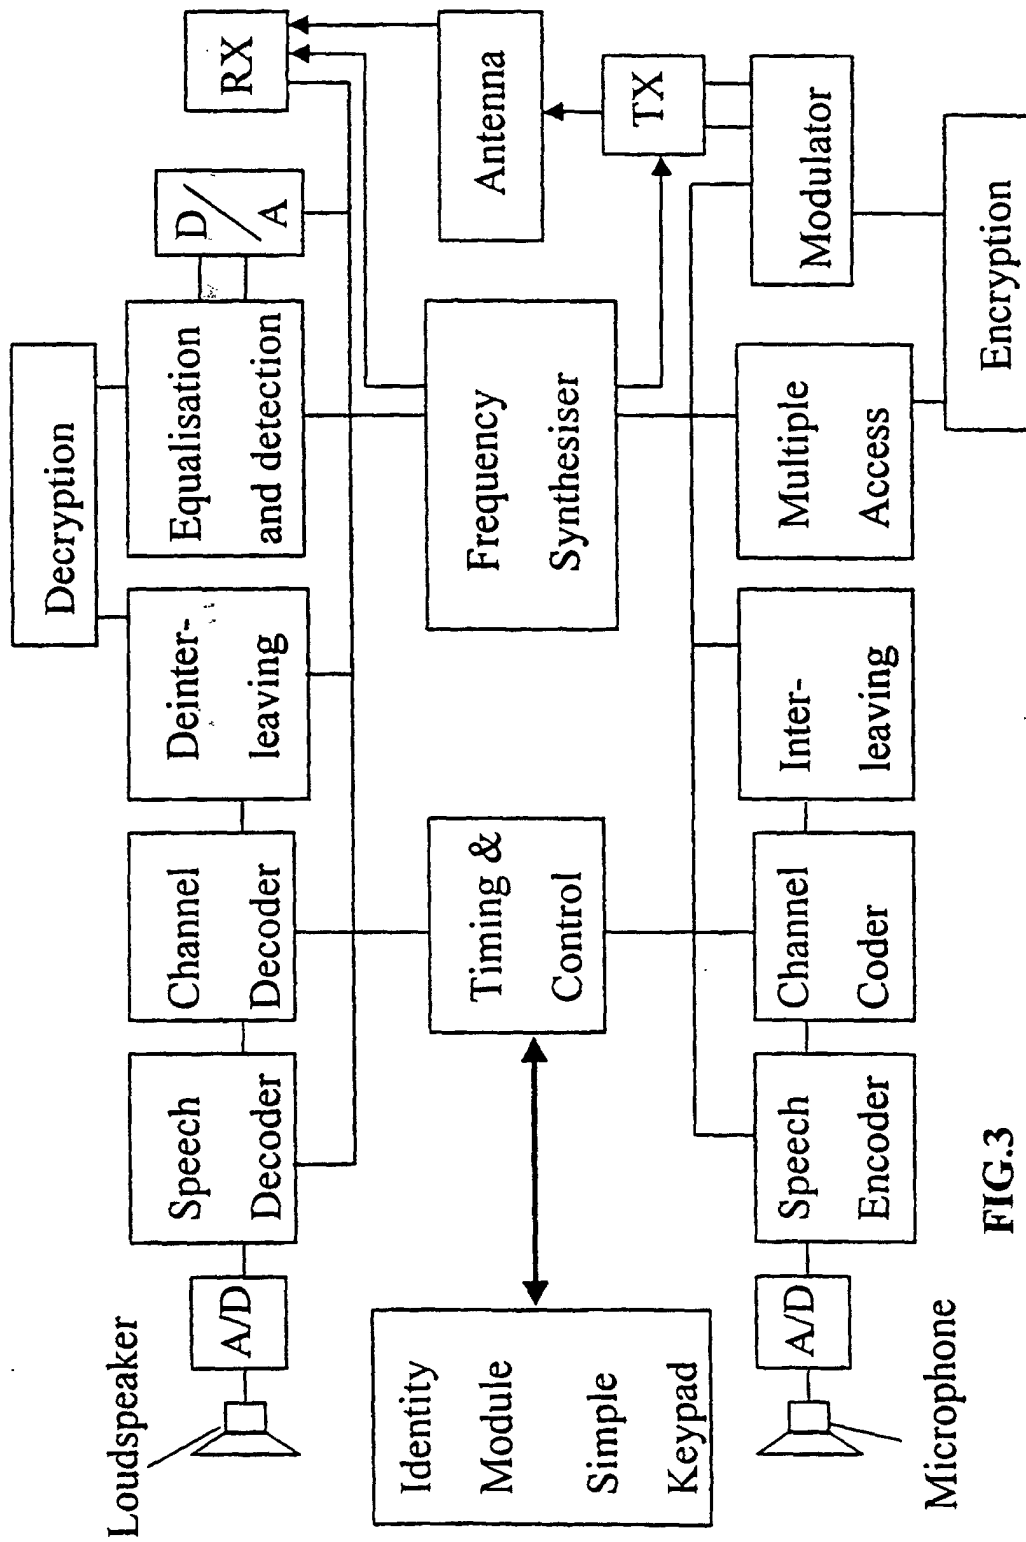 Loudspeaker
A/D
Speech
Decoder
Channel
Decoder
Deinter-
leaving
Decryption
Equalisation
and detection
D/
A
RX
Identity
Module
Simple
Keypad
Timing &
Control
Frequency
Synthesiser
Antenna
TX
Microphone
A/D
Speech
Encoder
Channel
Coder
Inter-
leaving
Multiple
Access
Modulator
Encryption
FIG.3